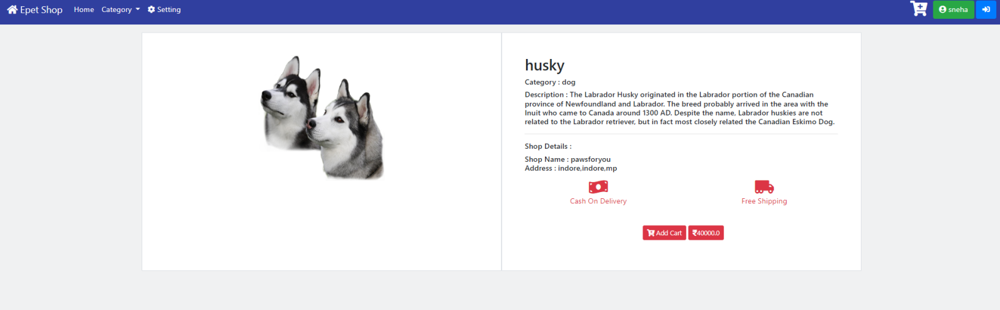 Epet Shop Home Category Setting sneha
husky
Category : dog
Description : The Labrador Husky originated in the Labrador portion of the Canadian
province of Newfoundland and Labrador. The breed probably arrived in the area with the
Inuit who came to Canada around 1300 AD. Despite the name, Labrador huskies are not
related to the Labrador retriever, but in fact most closely related the Canadian Eskimo Dog.
Shop Details :
Shop Name : pawsforyou
Address : indore,indore,mp
Cash On Delivery Free Shipping
Add Cart ₹40000.0